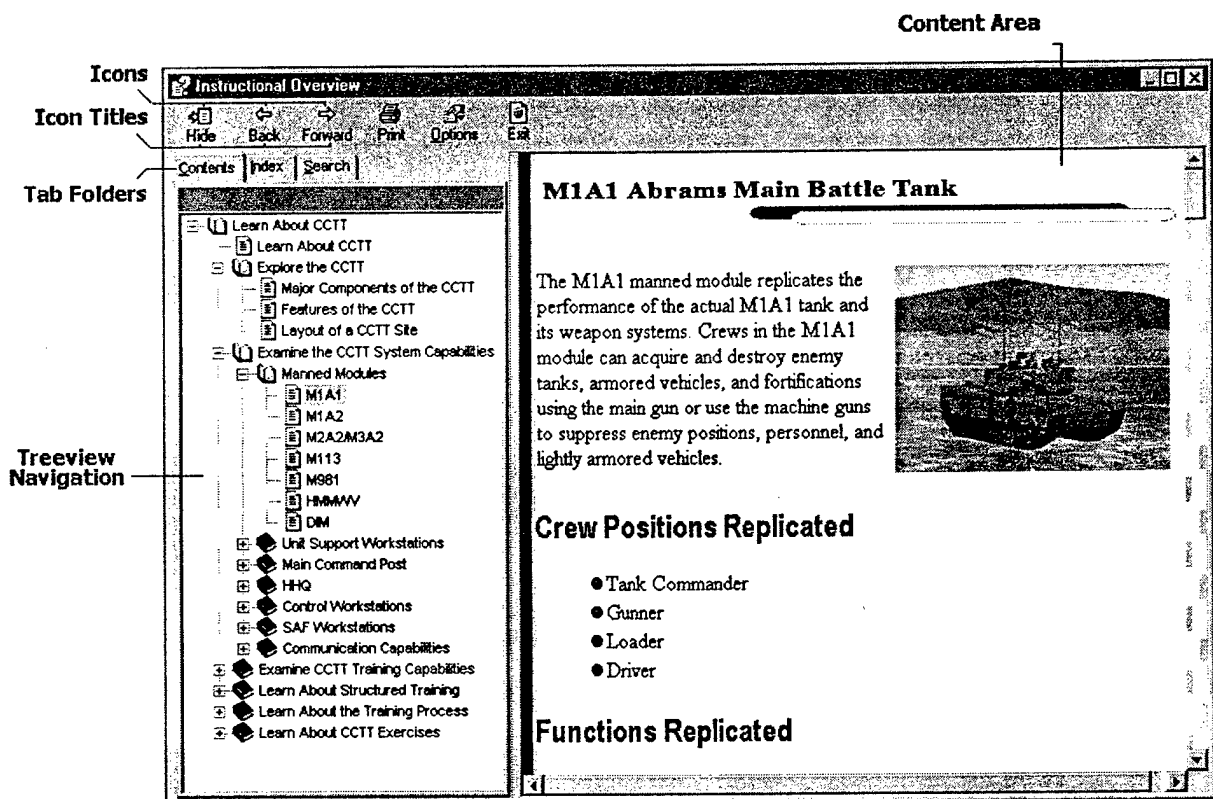 Content Area
Icons
Icon Titles
Tab Folders
Treeview
Navigation
Instructional Overview
Hide Back Forward Print Options Exit
Contents Index Search
Learn About CCTT
Learn About CCTT
Explore the CCTT
Major Components of the CCTT
Features of the CCTT
Layout of a CCTT Site
Examine the CCTT System Capabilities
Manned Modules
M1A1
M1A2
M2A2/M3A2
M113
M981
HMMWV
DIM
Unit Support Workstations
Main Command Post
HHQ
Control Workstations
SAF Workstations
Communication Capabilities
Examine CCTT Training Capabilities
Learn About Structured Training
Learn About the Training Process
Learn About CCTT Exercises
M1A1 Abrams Main Battle Tank
The M1A1 manned module replicates the
performance of the actual M1A1 tank and
its weapon systems. Crews in the M1A1
module can acquire and destroy enemy
tanks, armored vehicles, and fortifications
using the main gun or use the machine guns
to suppress enemy positions, personnel, and
lightly armored vehicles.
Crew Positions Replicated
Tank Commander
Gunner
Loader
Driver
Functions Replicated